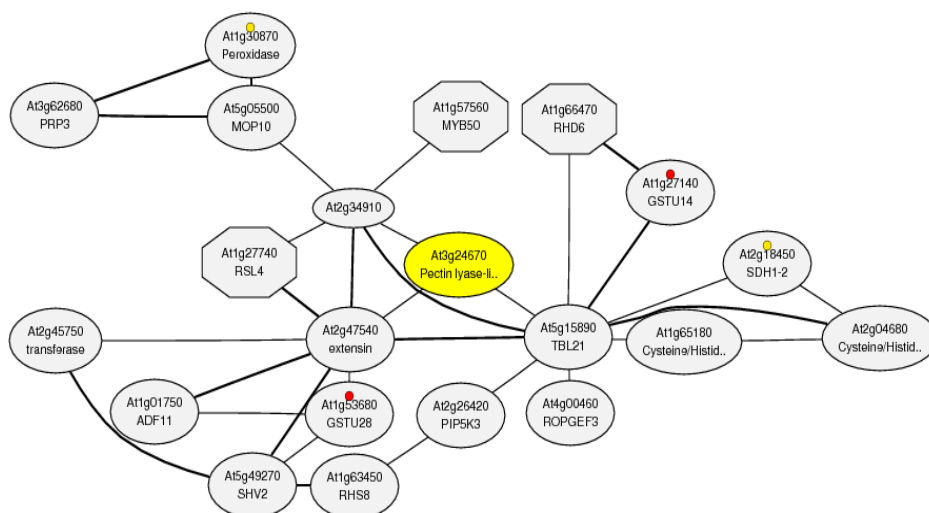 At1g30870
Peroxidase
At3g62680
PRP3
At5g05500
MOP10
At1g57560
MYB50
At1g66470
RHD6
At1g27140
GSTU14
At2g34910
At1g27740
RSL4
At3g24670
Pectin lyase-li..
At2g18450
SDH1-2
At2g45750
transferase
At2g47540
extensin
At5g15890
TBL21
At1g65180
Cysteine/Histid..
At2g04680
Cysteine/Histid..
At1g01750
ADF11
At1g53680
GSTU28
At2g26420
PIP5K3
At4g00460
ROPGEF3
At5g49270
SHV2
At1g63450
RHS8